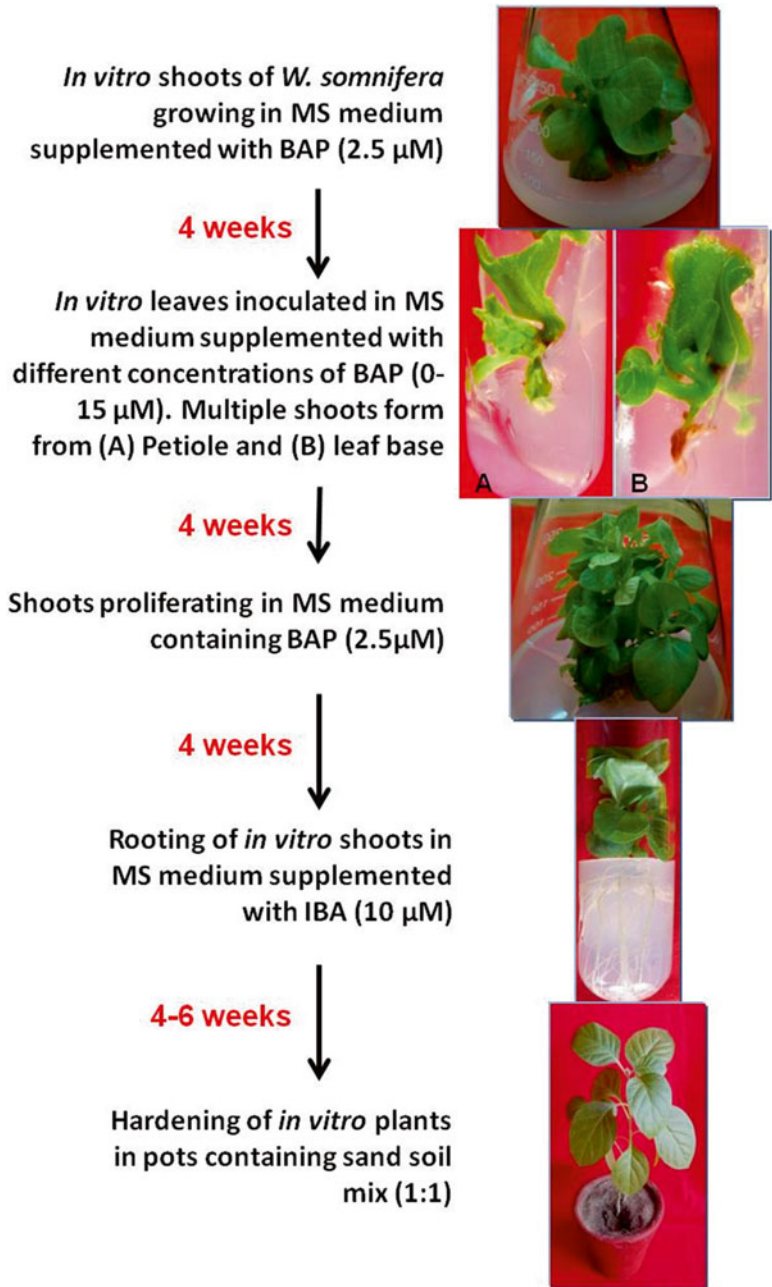 In vitro shoots of W. somnifera
growing in MS medium
supplemented with BAP (2.5 µM)
4 weeks
In vitro leaves inoculated in MS
medium supplemented with
different concentrations of BAP (0-
15 µM). Multiple shoots form
from (A) Petiole and (B) leaf base
A
B
4 weeks
Shoots proliferating in MS medium
containing BAP (2.5µM)
4 weeks
Rooting of in vitro shoots in
MS medium supplemented
with IBA (10 µM)
4-6 weeks
Hardening of in vitro plants
in pots containing sand soil
mix (1:1)